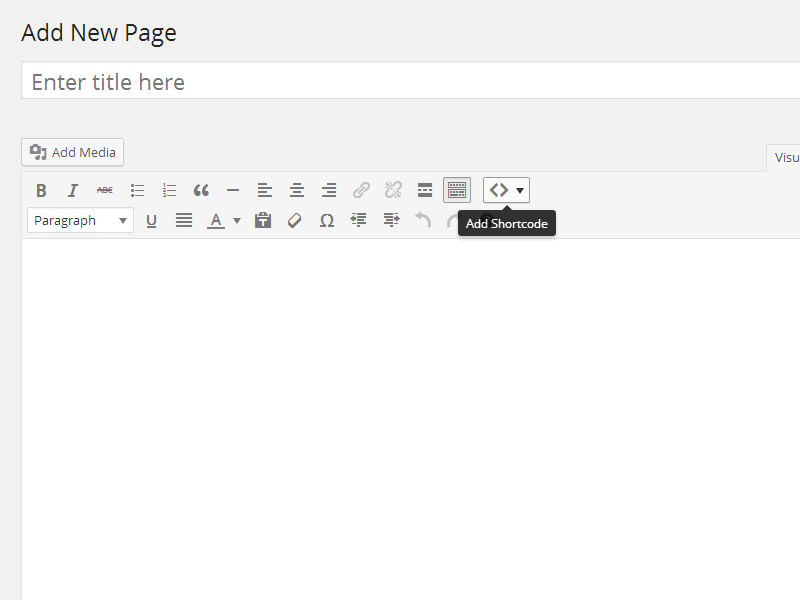 Add New Page
Enter title here
Add Media
Visu
B I ABC
Paragraph U A Ω
Add Shortcode